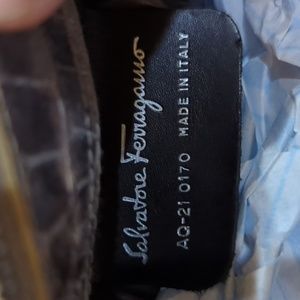 Salvatore Ferragamo
AQ-21 0170 MADE IN ITALY